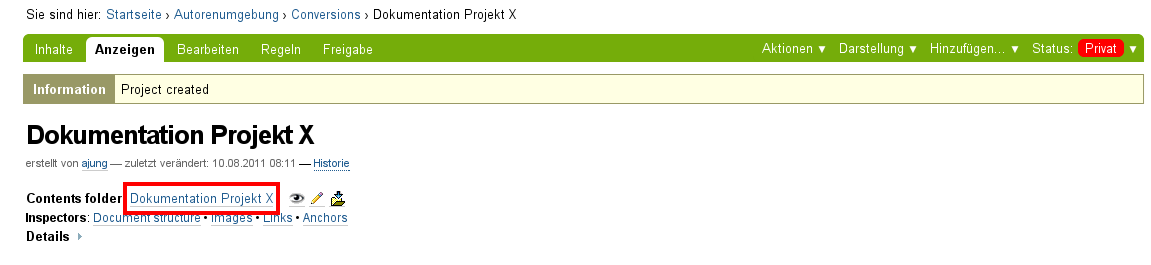 Sie sind hier: Startseite › Autorenumgebung › Conversions › Dokumentation Projekt X
Inhalte Anzeigen Bearbeiten Regeln Freigabe Aktionen ▼ Darstellung ▼ Hinzufügen... ▼ Status: Privat ▼
Information Project created
Dokumentation Projekt X
erstellt von ajung — zuletzt verändert: 10.08.2011 08:11 — Historie
Contents folder Dokumentation Projekt X
Inspectors: Document structure • Images • Links • Anchors
Details